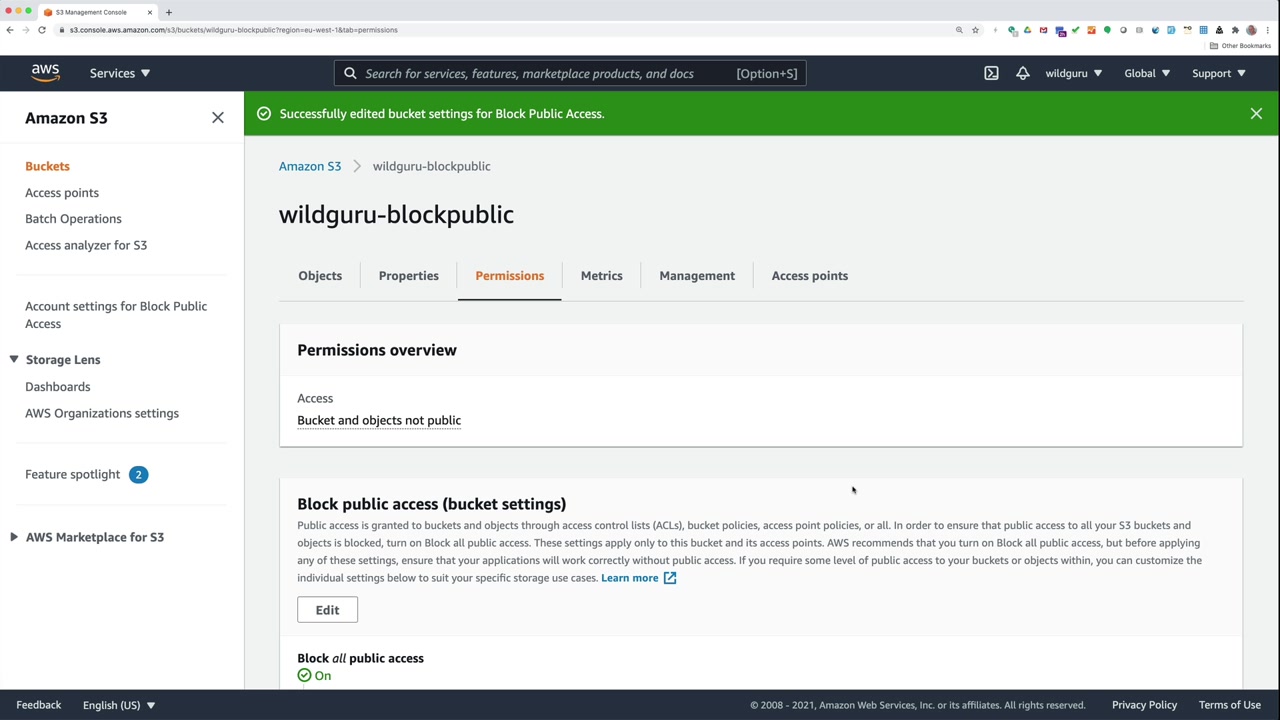 S3 Management Console
s3.console.aws.amazon.com/s3/buckets/wildguru-blockpublic?region=eu-west-1&tab=permissions
Other Bookmarks
aws
Services
Search for services, features, marketplace products, and docs
[Option+S]
wildguru
Global
Support
Amazon S3
Buckets
Access points
Batch Operations
Access analyzer for S3
Account settings for Block Public
Access
Storage Lens
Dashboards
AWS Organizations settings
Feature spotlight 2
AWS Marketplace for S3
Successfully edited bucket settings for Block Public Access.
Amazon S3
wildguru-blockpublic
wildguru-blockpublic
Objects
Properties
Permissions
Metrics
Management
Access points
Permissions overview
Access
Bucket and objects not public
Block public access (bucket settings)
Public access is granted to buckets and objects through access control lists (ACLs), bucket policies, access point policies, or all. In order to ensure that public access to all your S3 buckets and
objects is blocked, turn on Block all public access. These settings apply only to this bucket and its access points. AWS recommends that you turn on Block all public access, but before applying
any of these settings, ensure that your applications will work correctly without public access. If you require some level of public access to your buckets or objects within, you can customize the
individual settings below to suit your specific storage use cases. Learn more
Edit
Block all public access
On
Feedback
English (US)
© 2008 - 2021, Amazon Web Services, Inc. or its affiliates. All rights reserved.
Privacy Policy
Terms of Use